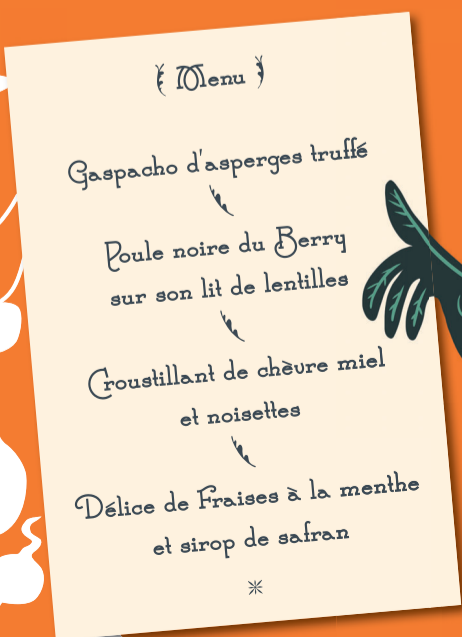 Menu
Gaspacho d'asperges truffé
Poule noire du Berry
sur son lit de lentilles
Croustillant de chèvre miel
et noisettes
Délice de Fraises à la menthe
et sirop de safran